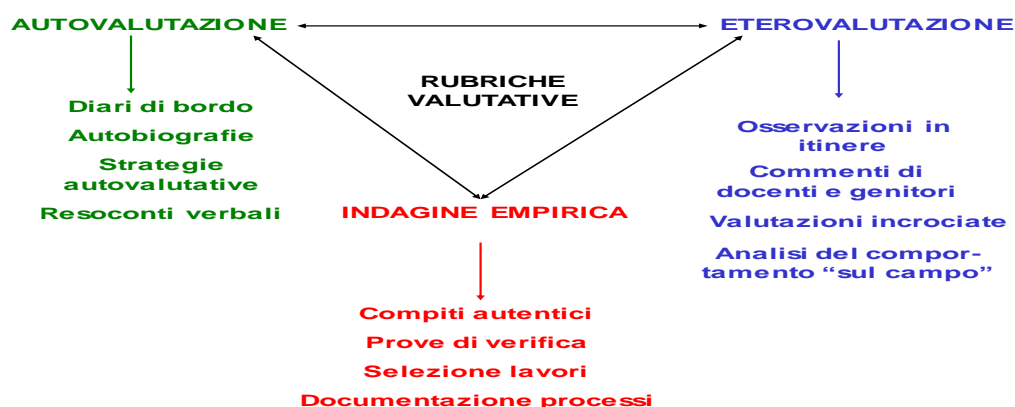 AUTOVALUTAZIONE
ETEROVALUTAZIONE
RUBRICHE
VALUTATIVE
Diari di bordo
Autobiografie
Strategie
autovalutative
Resoconti verbali
INDAGINE EMPIRICA
Osservazioni in
itinere
Commenti di
docenti e genitori
Valutazioni incrociate
Analisi del compor-
tamento “sul campo”
Compiti autentici
Prove di verifica
Selezione lavori
Documentazione processi